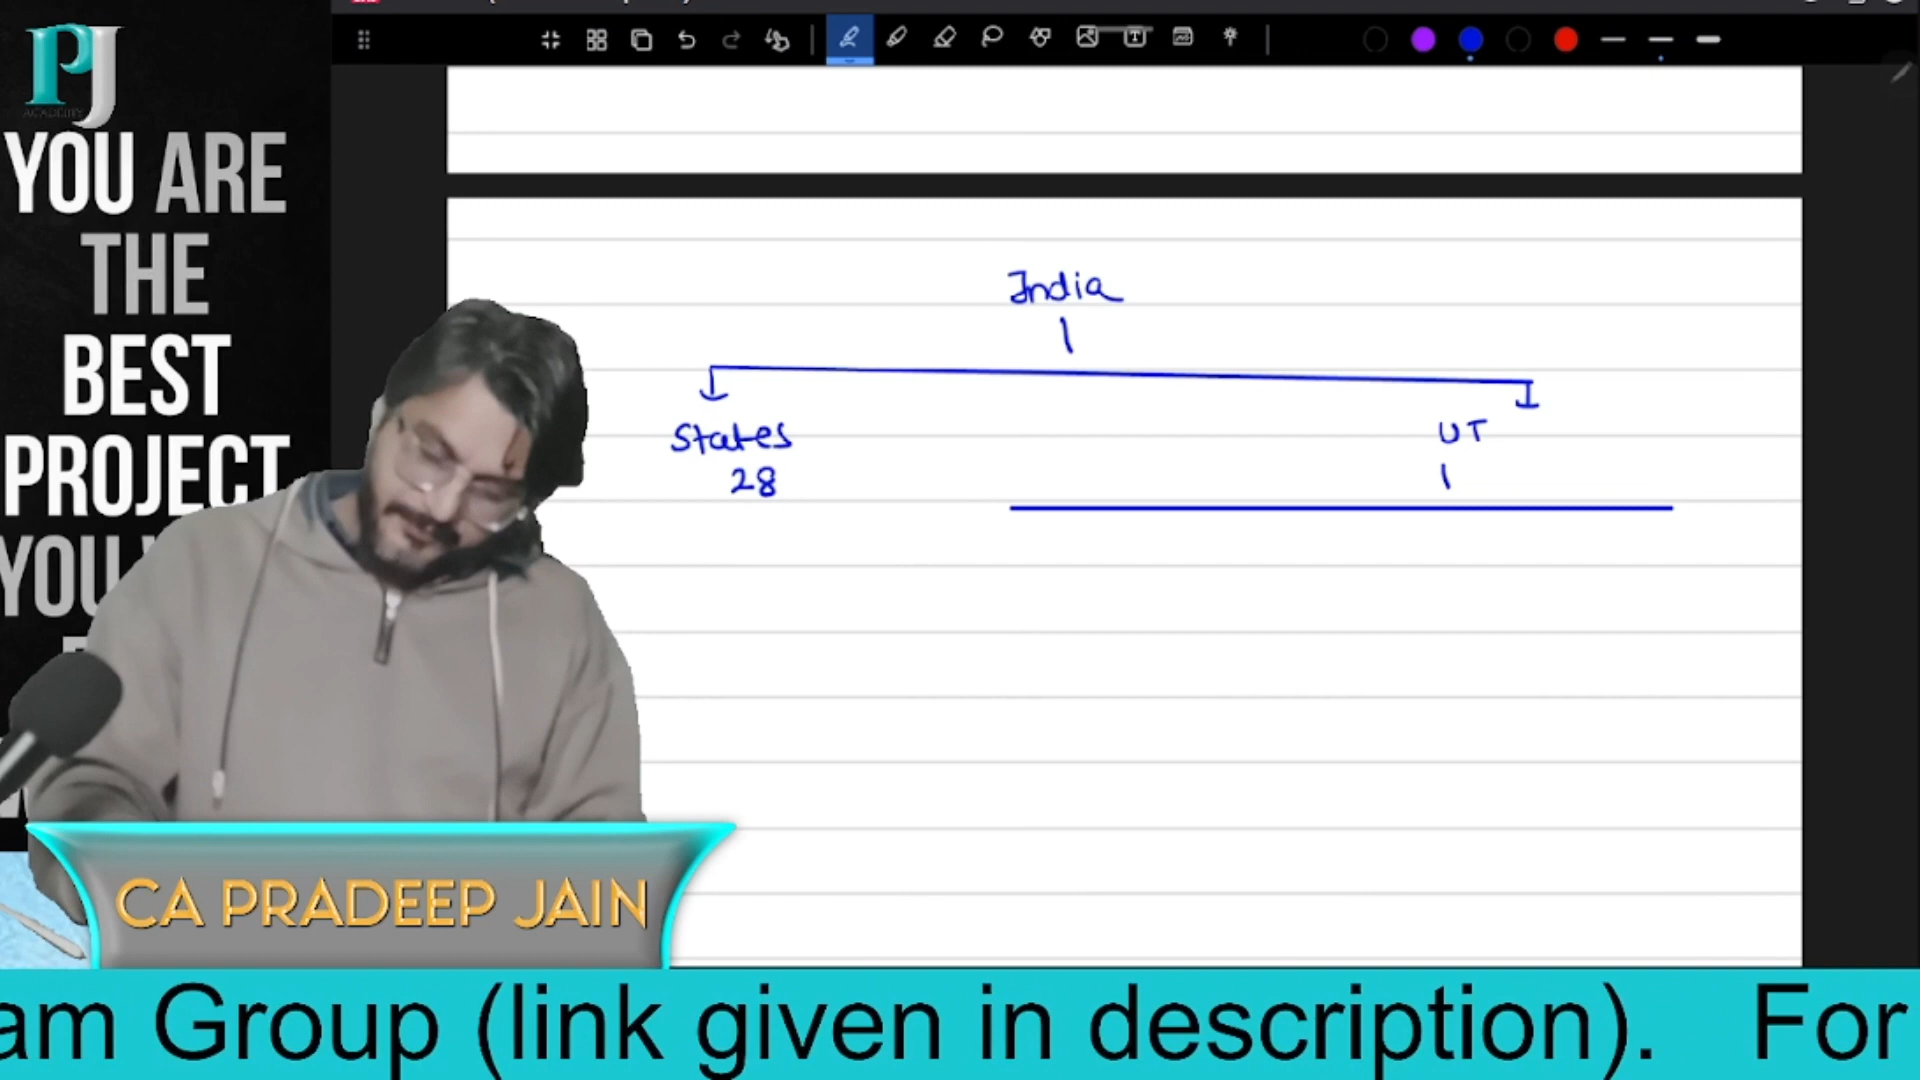 PJ
ACADEMY
YOU ARE
THE
BEST
PROJECT
YOU
India
States
UT
28
CA PRADEEP JAIN
am Group (link given in description). For